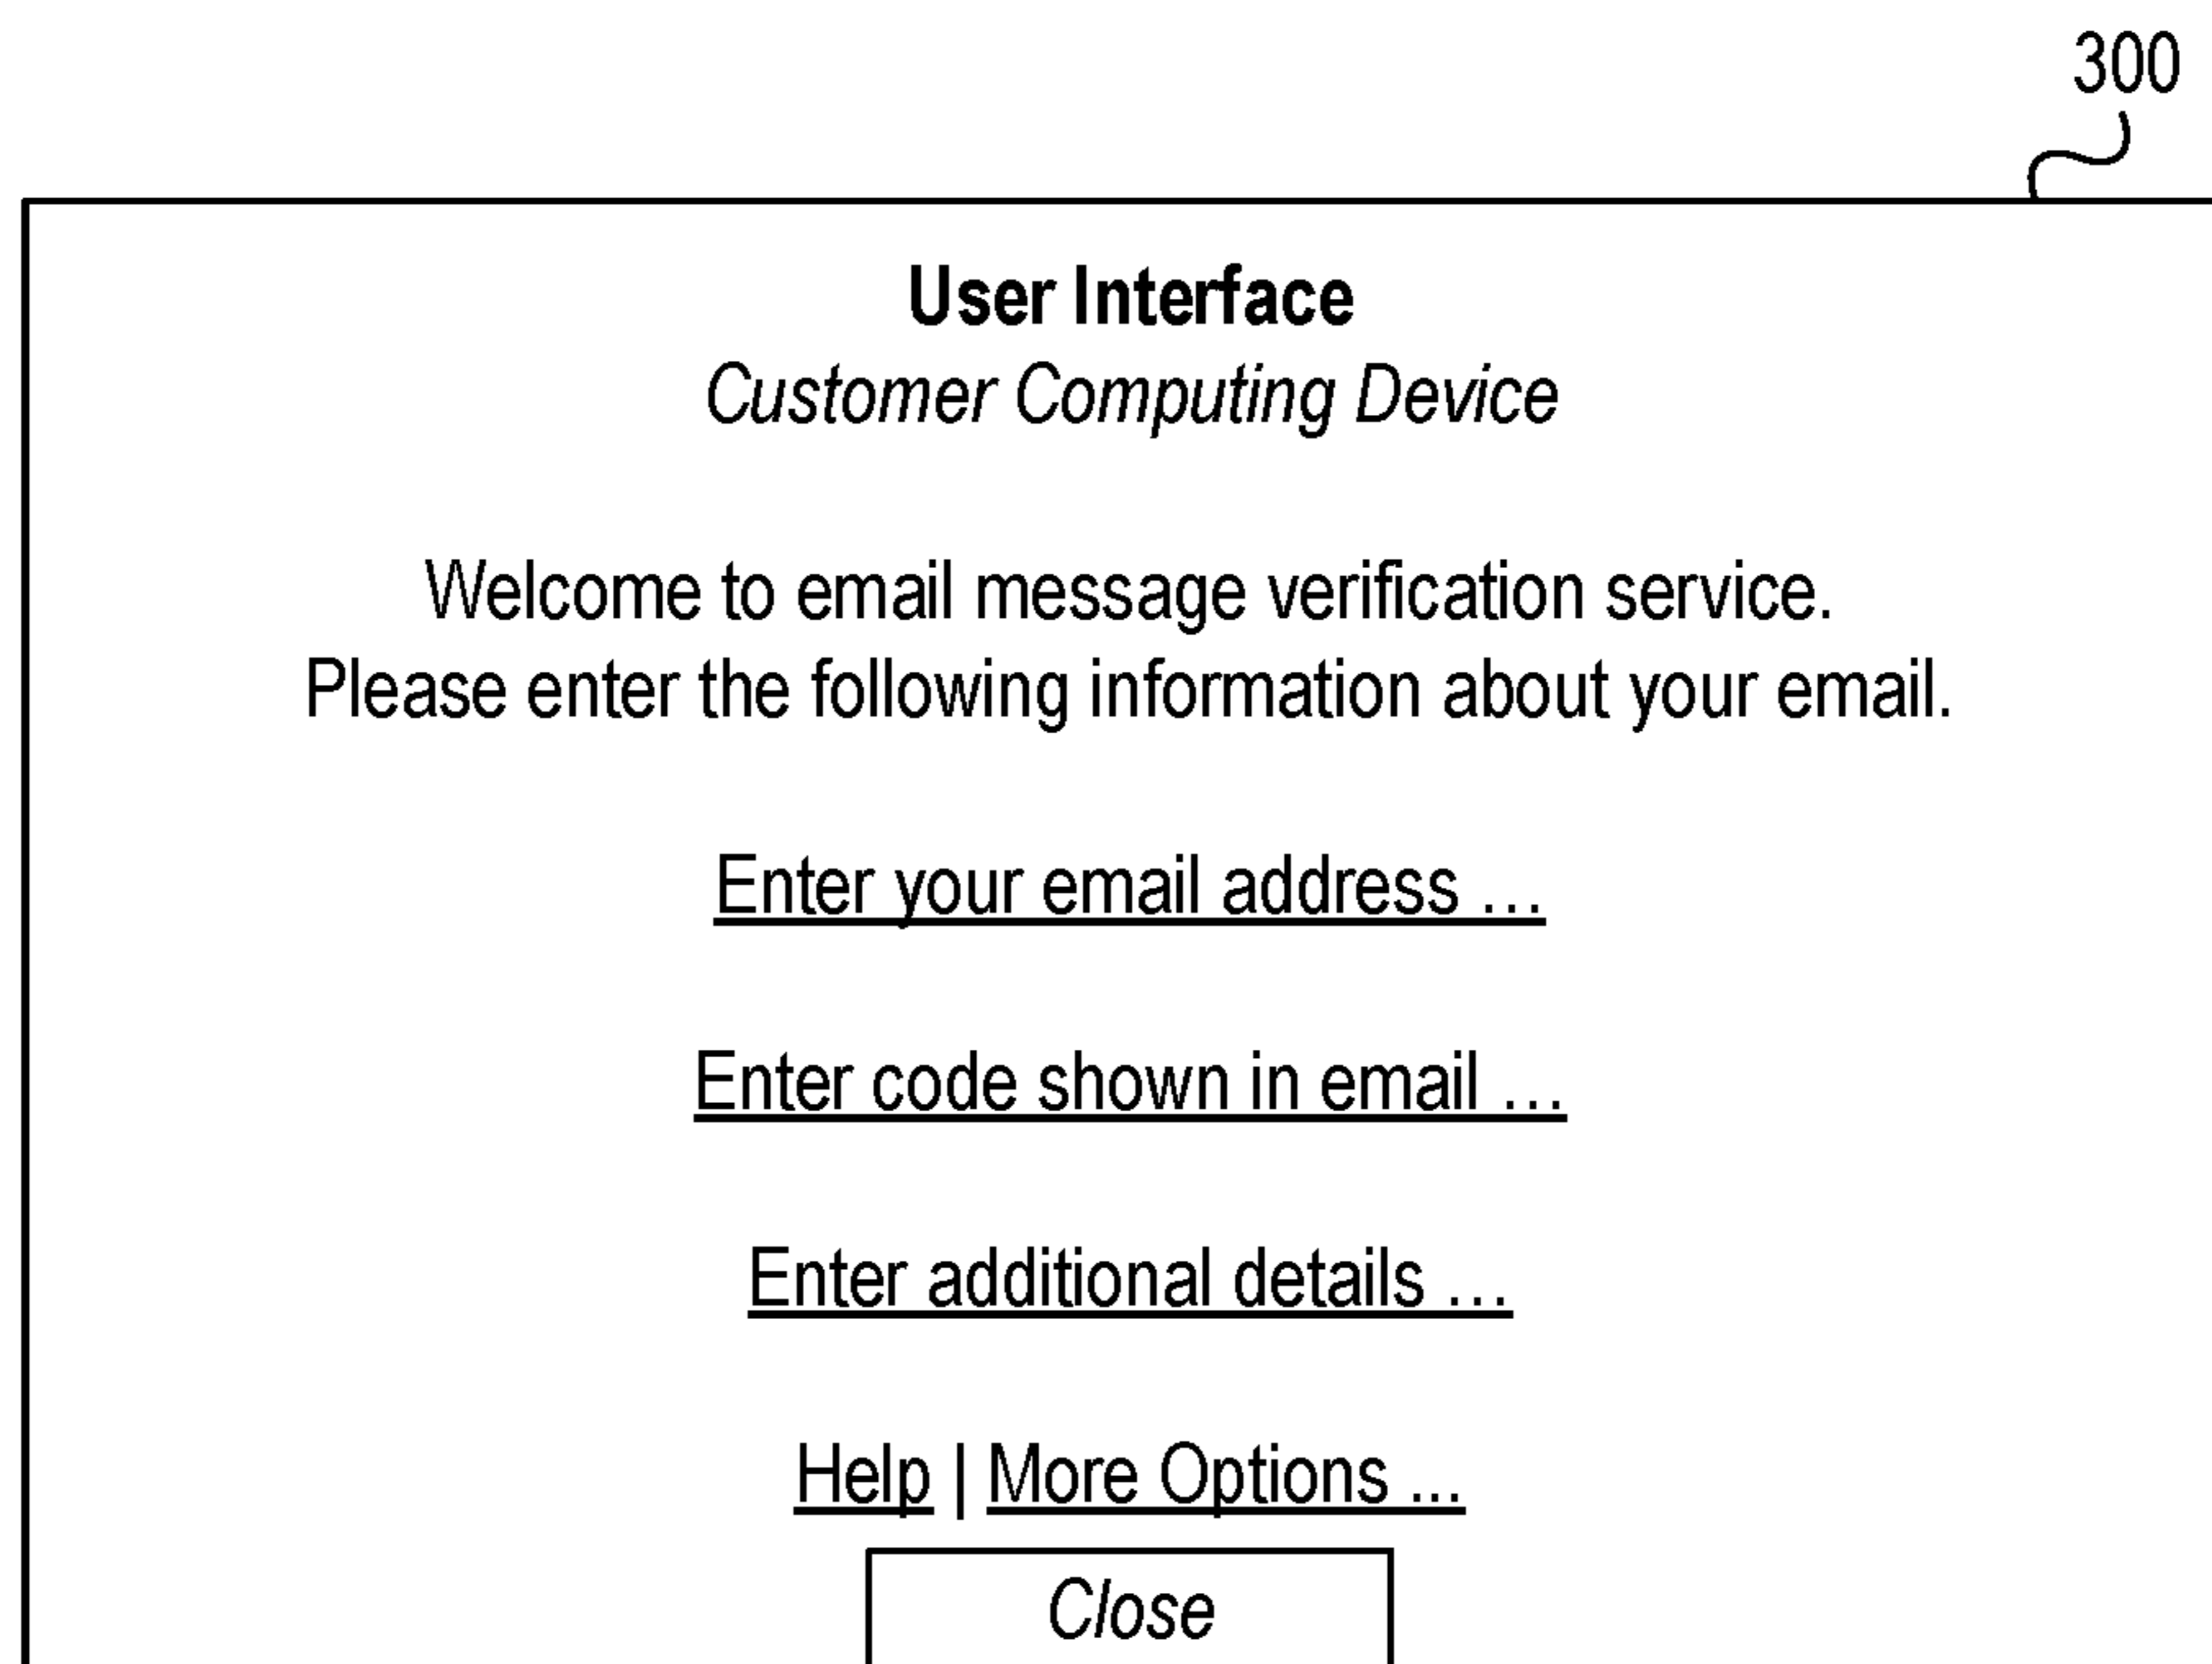 300
User Interface
Customer Computing Device
Welcome to email message verification service.
Please enter the following information about your email.
Enter your email address ...
Enter code shown in email ...
Enter additional details ...
Help | More Options ...
Close